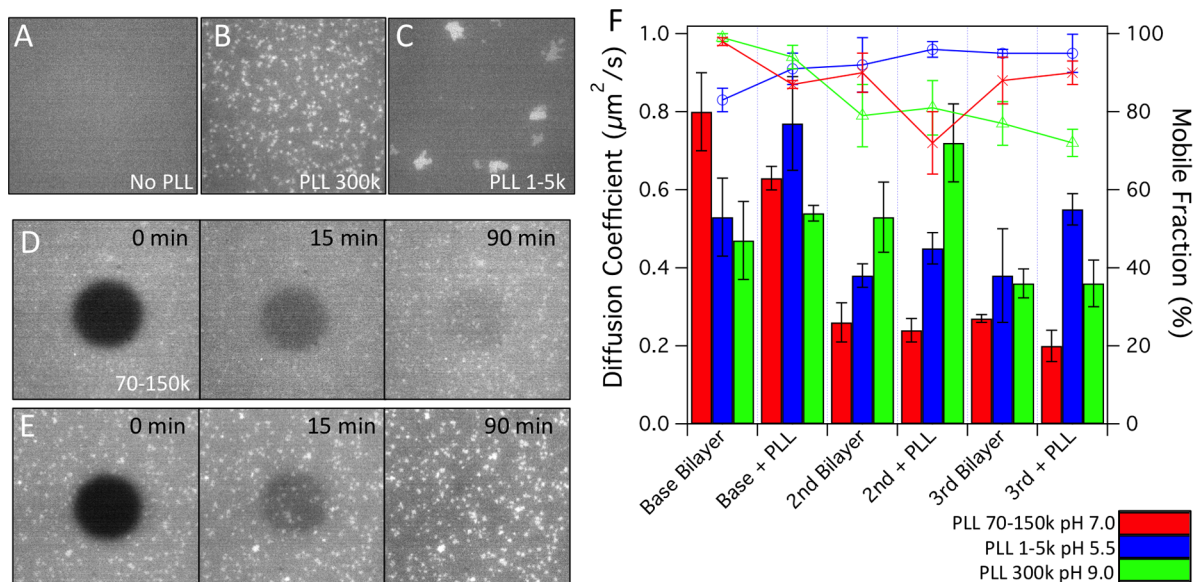 A
No PLL
B
PLL 300k
C
PLL 1-5k
D
0 min
15 min
90 min
70-150k
E
0 min
15 min
90 min
F
Diffusion Coefficient (μm²/s)
1.0
0.8
0.6
0.4
0.2
0.0
100
80
60
40
20
0
Mobile Fraction (%)
Base Bilayer
Base + PLL
2nd Bilayer
2nd + PLL
3rd Bilayer
3rd + PLL
PLL 70-150k pH 7.0
PLL 1-5k pH 5.5
PLL 300k pH 9.0